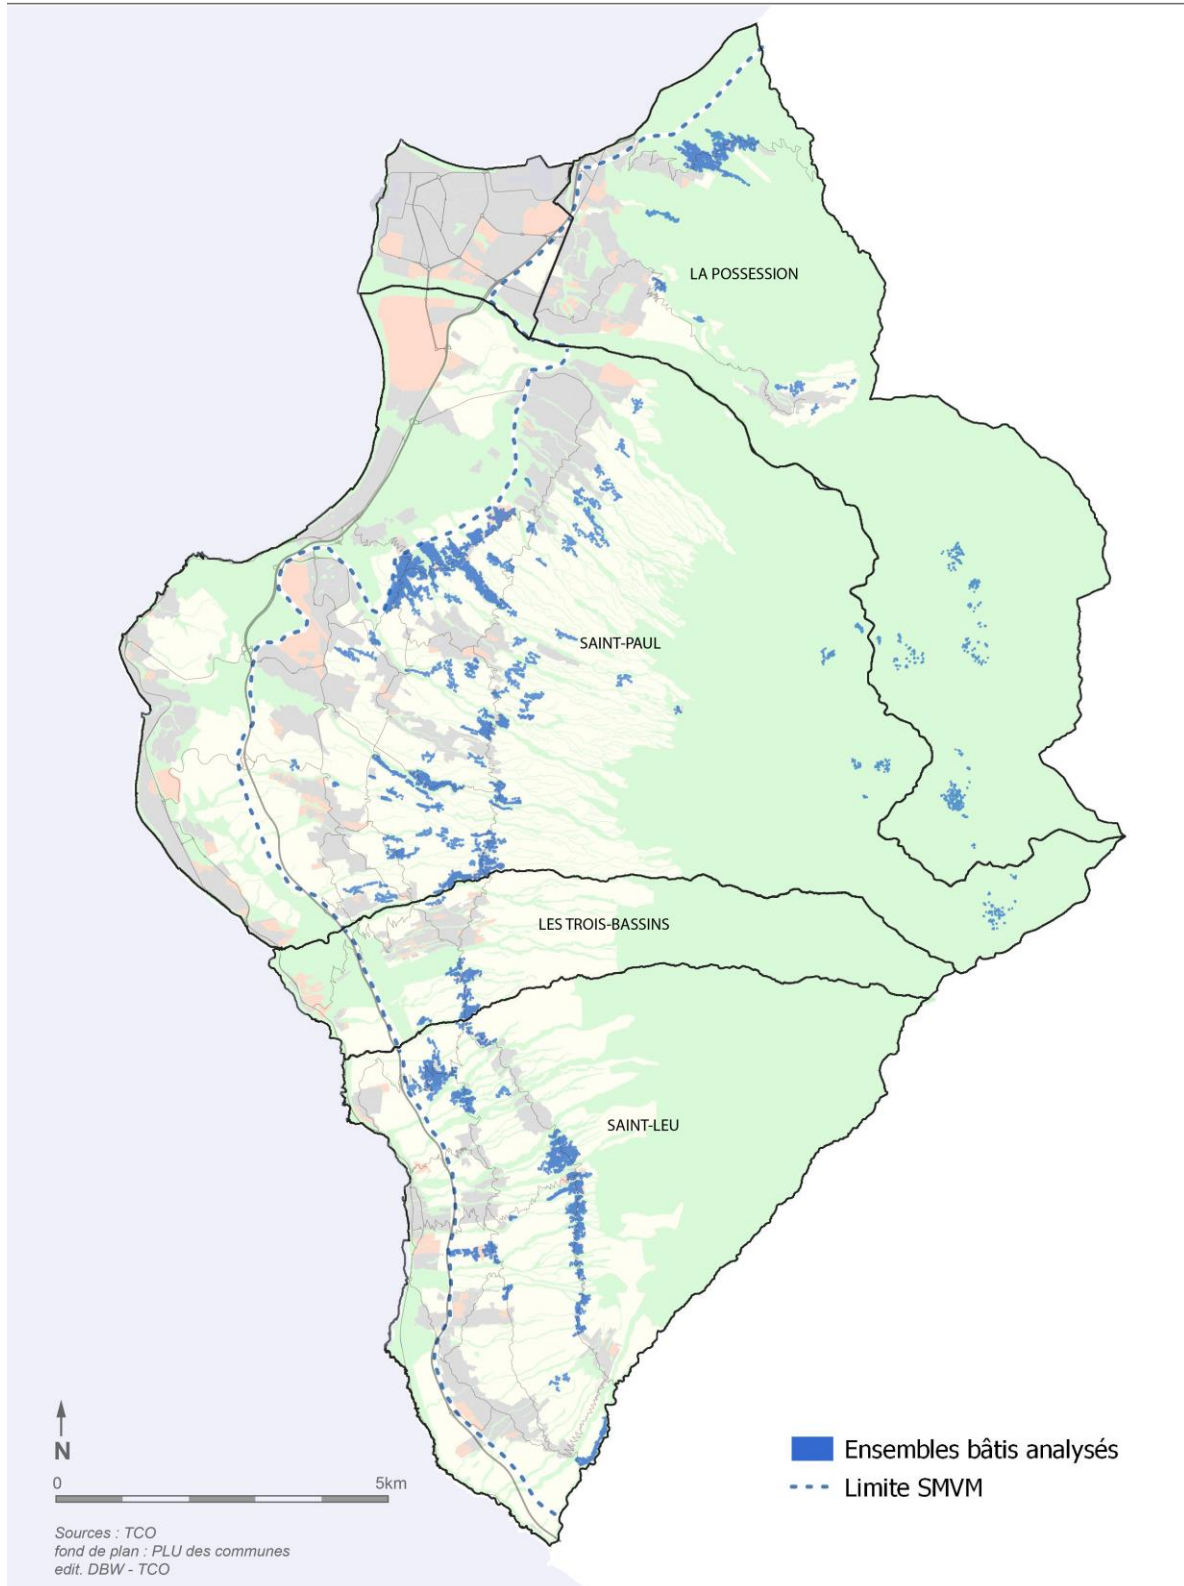 LA POSSESSION
SAINT-PAUL
LES TROIS-BASSINS
SAINT-LEU
N
0 5km
Ensembles bâtis analysés
Limite SMVM
Sources : TCO
fond de plan : PLU des communes
edit. DBW - TCO